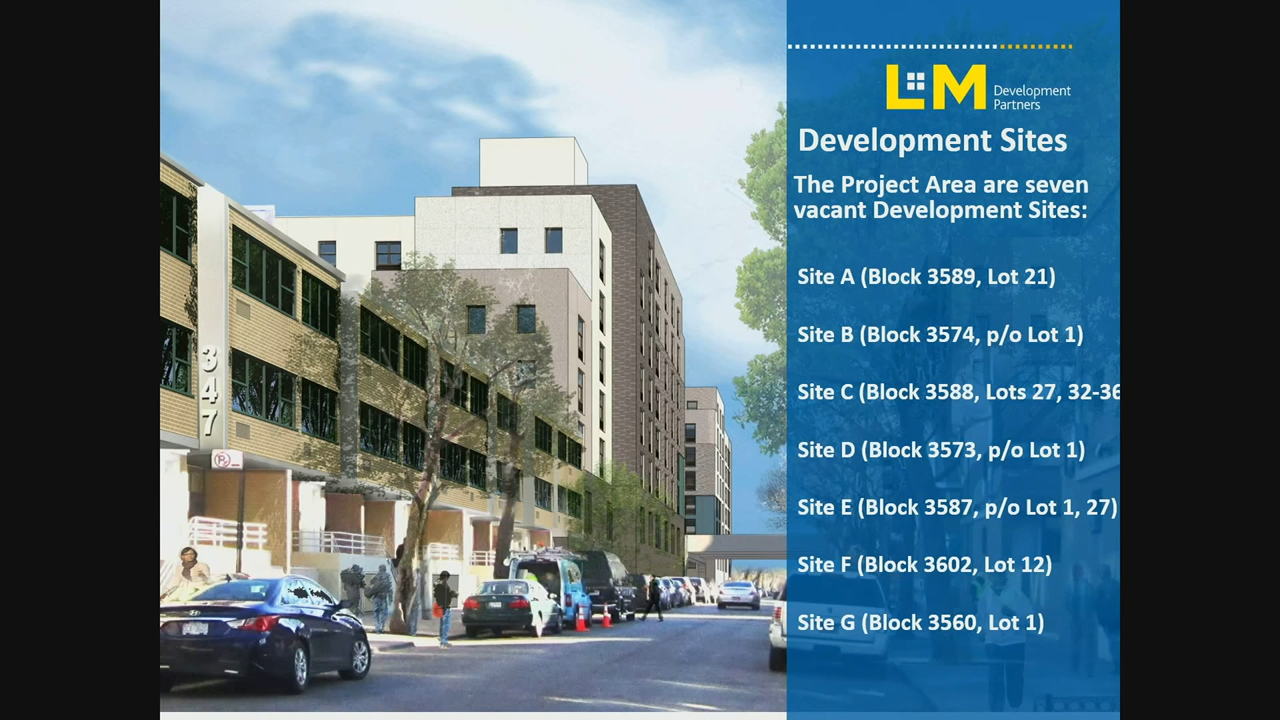 L M Development
Partners
Development Sites
The Project Area are seven
vacant Development Sites:
Site A (Block 3589, Lot 21)
Site B (Block 3574, p/o Lot 1)
Site C (Block 3588, Lots 27, 32-36
Site D (Block 3573, p/o Lot 1)
Site E (Block 3587, p/o Lot 1, 27)
Site F (Block 3602, Lot 12)
Site G (Block 3560, Lot 1)
347